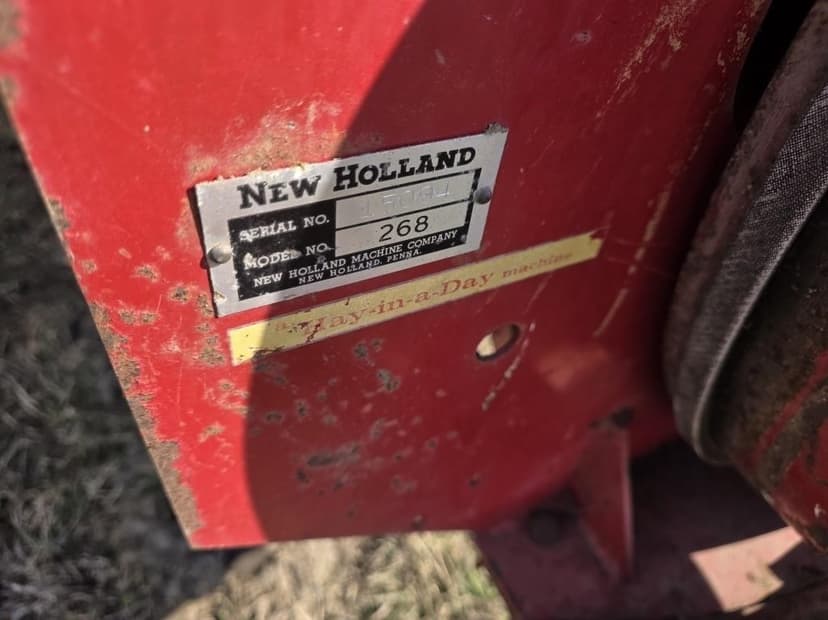 NEW HOLLAND
SERIAL NO.
MODEL NO. 268
NEW HOLLAND MACHINE COMPANY
NEW HOLLAND, PENNA.
a Hay-in-a-Day machine